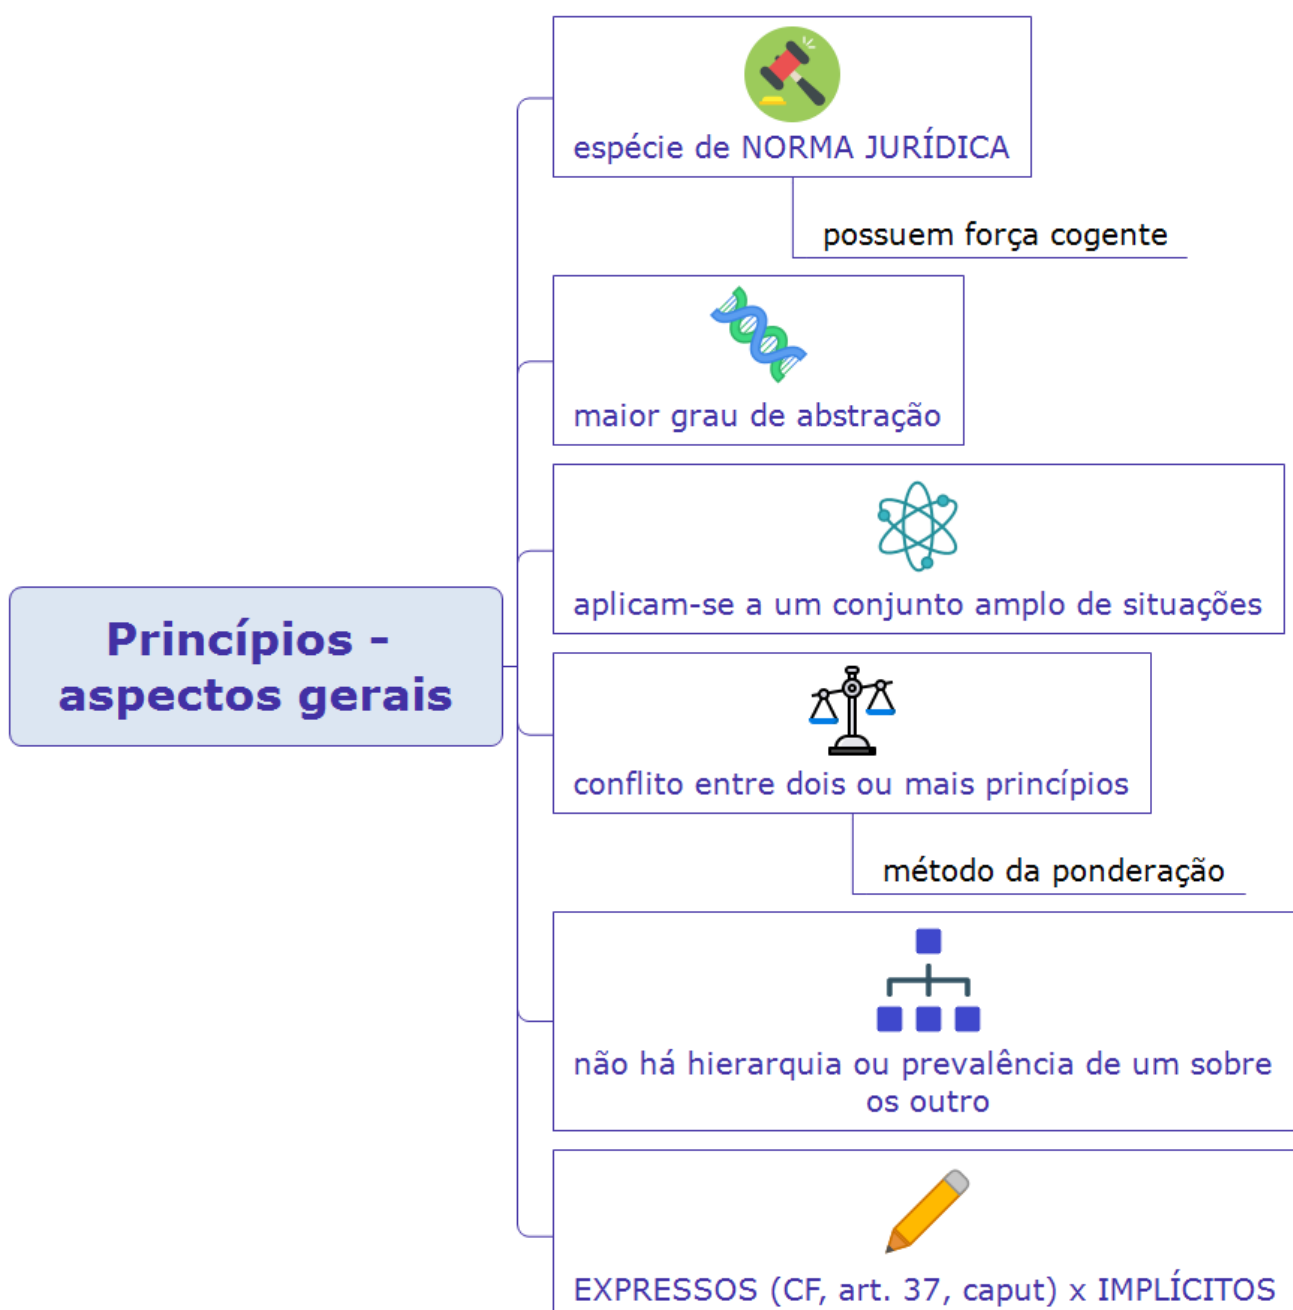 espécie de NORMA JURÍDICA
possuem força cogente
maior grau de abstração
aplicam-se a um conjunto amplo de situações
Princípios -
aspectos gerais
conflito entre dois ou mais princípios
método da ponderação
não há hierarquia ou prevalência de um sobre
os outro
EXPRESSOS (CF, art. 37, caput) x IMPLÍCITOS